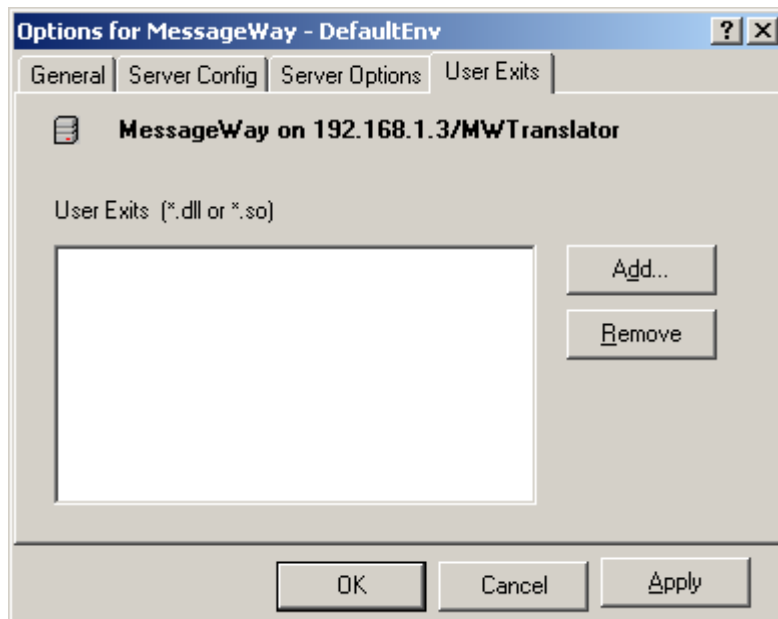 Options for MessageWay - DefaultEnv
General Server Config Server Options User Exits
MessageWay on 192.168.1.3/MWTranslator
User Exits (*.dll or *.so)
Add...
Remove
OK Cancel Apply